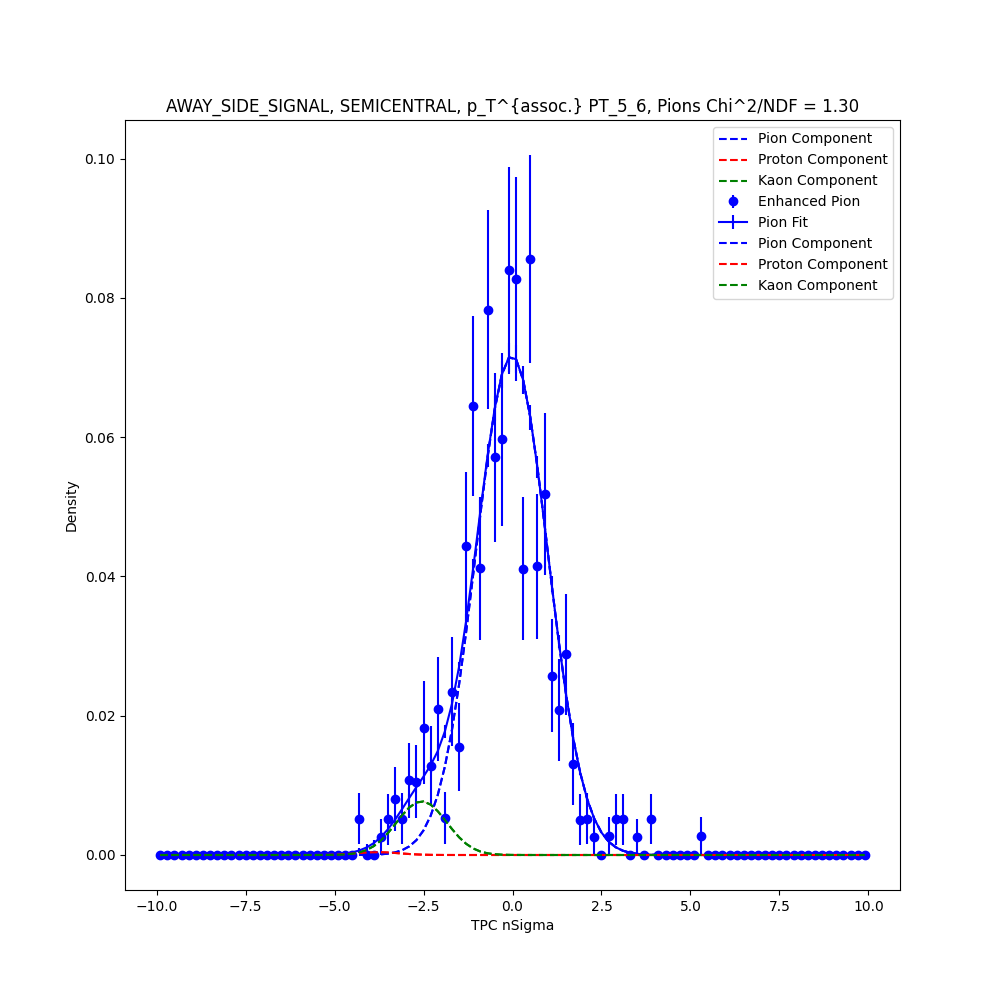 AWAY_SIDE_SIGNAL, SEMICENTRAL, p_T^{assoc.} PT_5_6, Pions Chi^2/NDF = 1.30
Pion Component
Proton Component
Kaon Component
Enhanced Pion
Pion Fit
Pion Component
Proton Component
Kaon Component
0.10
0.08
0.06
0.04
0.02
0.00
Density
−10.0 −7.5 −5.0 −2.5 0.0 2.5 5.0 7.5 10.0
TPC nSigma